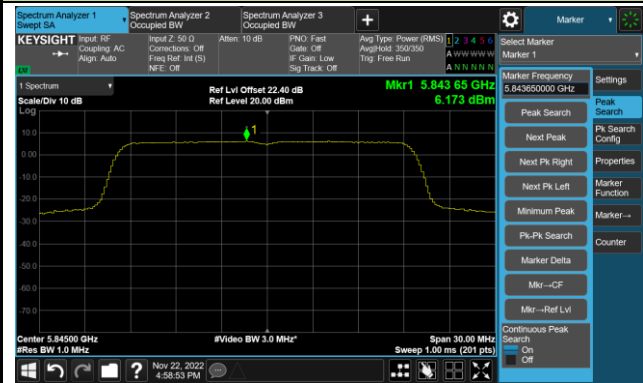 Spectrum Analyzer 1
Swept SA
Spectrum Analyzer 2
Occupied BW
Spectrum Analyzer 3
Occupied BW
+
Marker
KEYSIGHT
Input: RF
Coupling: AC
Align: Auto
Input Z: 50 Ω
Corrections: Off
Freq Ref: Int (S)
NFE: Off
Atten: 10 dB
PNO: Fast
Gate: Off
IF Gain: Low
Sig Track: Off
Avg Type: Power (RMS)
Avg|Hold: 350/350
Trig: Free Run
1 2 3 4 5 6
A W W W W W
A N N N N N
Select Marker
Marker 1
1 Spectrum
Scale/Div 10 dB
Log
Ref Lvl Offset 22.40 dB
Ref Level 20.00 dBm
Mkr1 5.843 65 GHz
6.173 dBm
10.0
0.00
-10.0
-20.0
-30.0
-40.0
-50.0
-60.0
-70.0
1
Center 5.84500 GHz
#Res BW 1.0 MHz
#Video BW 3.0 MHz*
Span 30.00 MHz
Sweep 1.00 ms (201 pts)
Marker Frequency
5.843650000 GHz
Peak Search
Next Peak
Next Pk Right
Next Pk Left
Minimum Peak
Pk-Pk Search
Marker Delta
Mkr→CF
Mkr→Ref Lvl
Continuous Peak
Search
On
Off
Settings
Peak
Search
Pk Search
Config
Properties
Marker
Function
Marker→
Counter
?
Nov 22, 2022
4:58:53 PM